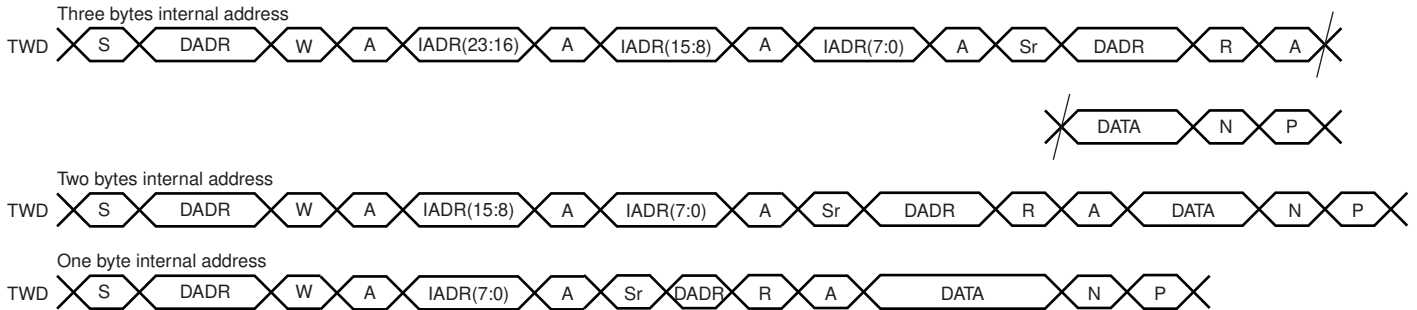 Three bytes internal address
TWD S DADR W A IADR(23:16) A IADR(15:8) A IADR(7:0) A Sr DADR R A
DATA N P
Two bytes internal address
TWD S DADR W A IADR(15:8) A IADR(7:0) A Sr DADR R A DATA N P
One byte internal address
TWD S DADR W A IADR(7:0) A Sr DADR R A DATA N P